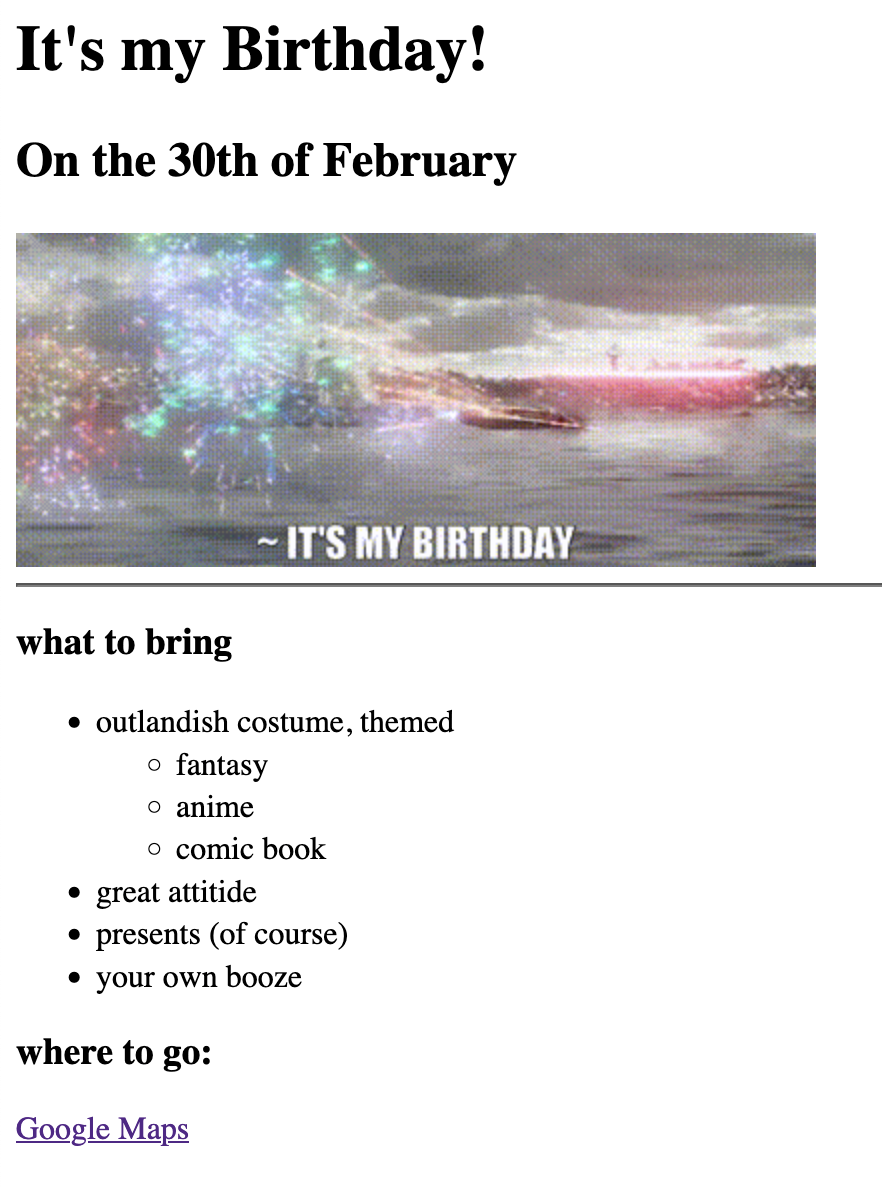 It's my Birthday!
On the 30th of February
~ IT'S MY BIRTHDAY
what to bring
outlandish costume, themed
fantasy
anime
comic book
great attitide
presents (of course)
your own booze
where to go:
Google Maps